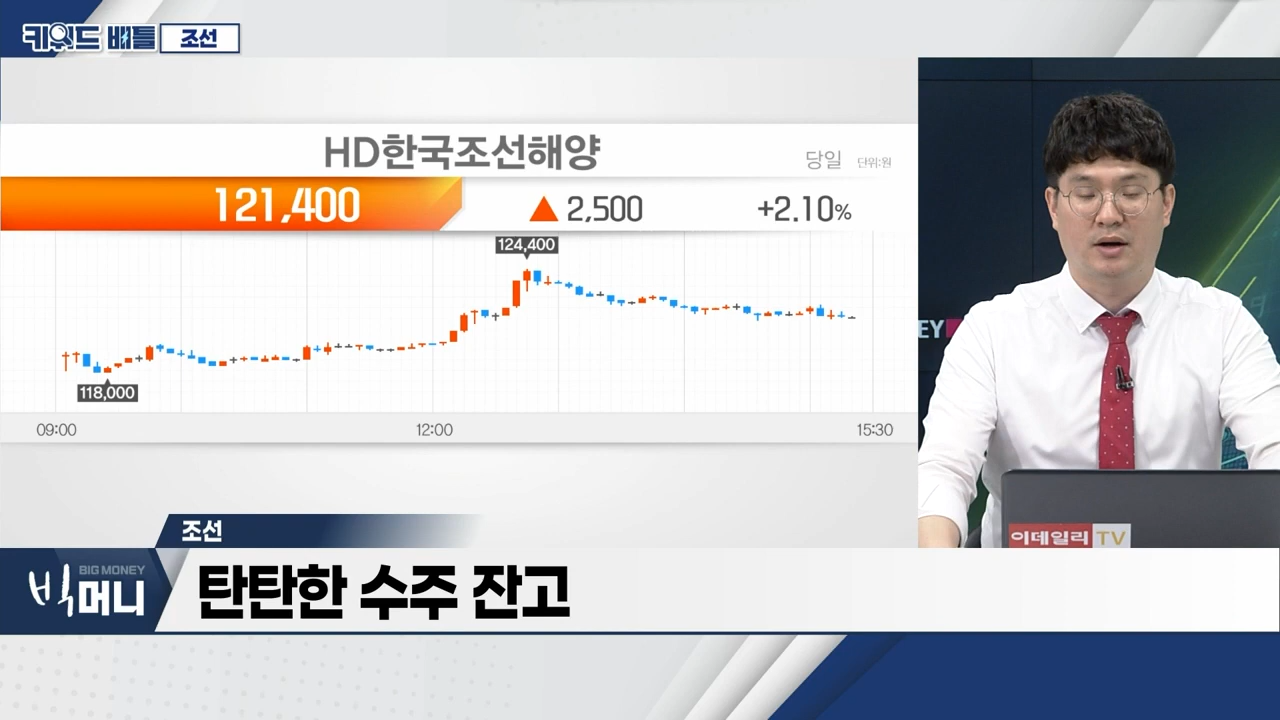 키워드 배틀 조선
HD한국조선해양
당일 단위:원
121,400 ▲ 2,500 +2.10%
124,400
118,000
09:00 12:00 15:30
EY
조선
BIG MONEY
빅머니
탄탄한 수주 잔고
이데일리TV